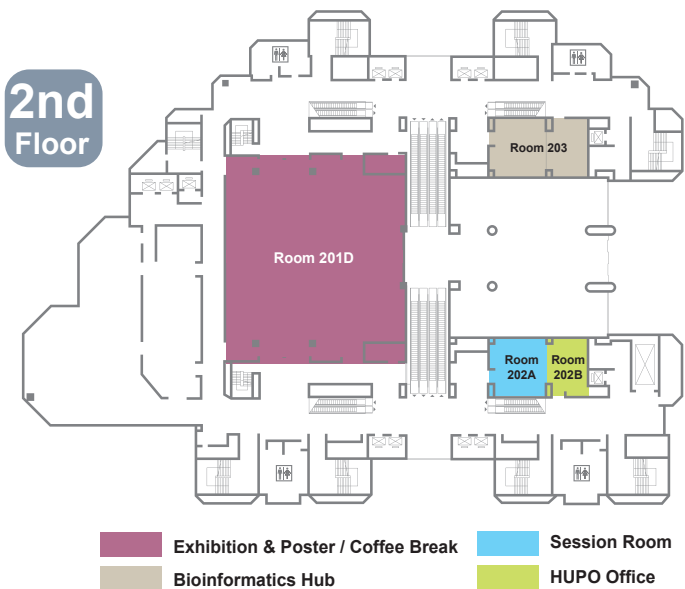 2nd
Floor
Room 203
Room 201D
Room
202A
Room
202B
Exhibition & Poster / Coffee Break
Session Room
Bioinformatics Hub
HUPO Office